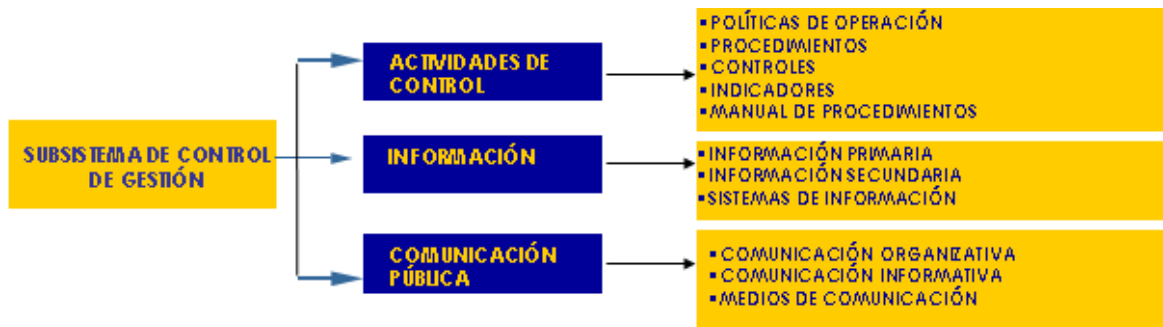 SUBSISTEMA DE CONTROL
DE GESTIÓN
ACTIVIDADES DE
CONTROL
▪POLÍTICAS DE OPERACIÓN
▪PROCEDIMIENTOS
▪CONTROLES
▪INDICADORES
▪MANUAL DE PROCEDIMIENTOS
INFORMACIÓN
▪INFORMACIÓN PRIMARIA
▪INFORMACIÓN SECUNDARIA
▪SISTEMAS DE INFORMACIÓN
COMUNICACIÓN
PÚBLICA
▪COMUNICACIÓN ORGANIZATIVA
▪COMUNICACIÓN INFORMATIVA
▪MEDIOS DE COMUNICACIÓN